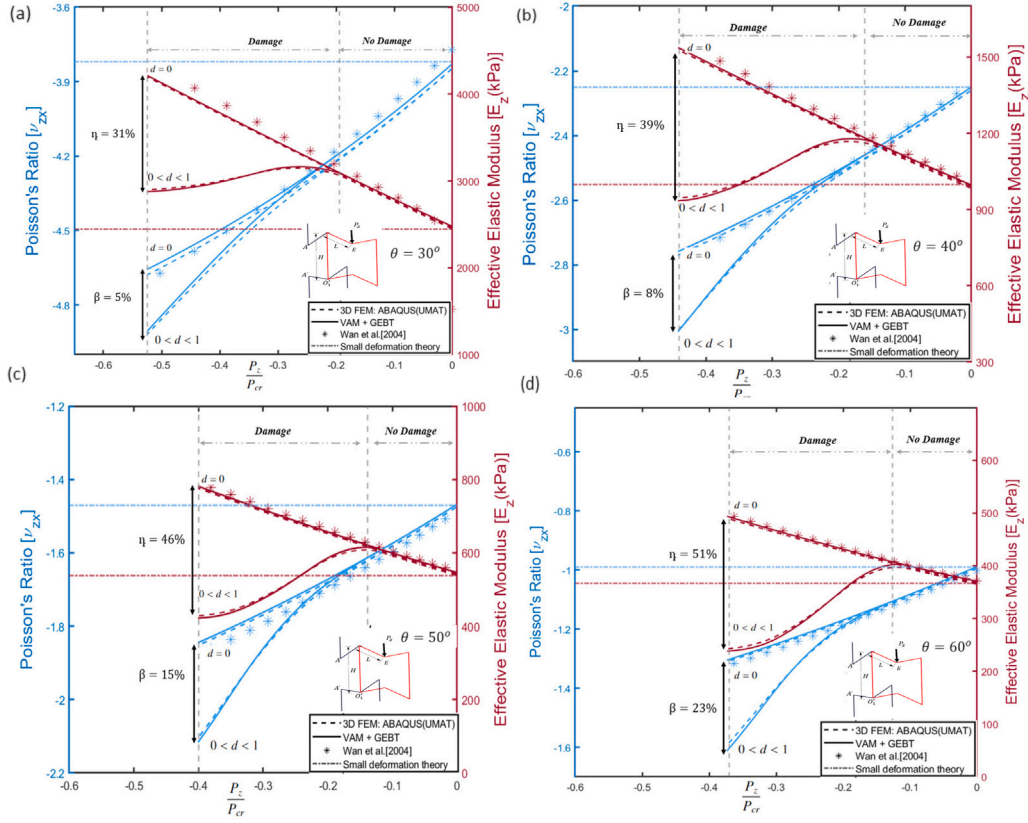 (a)
Damage
No Damage
d = 0
η = 31%
0 < d < 1
d = 0
β = 5%
0 < d < 1
θ = 30°
3D FEM: ABAQUS(UMAT)
VAM + GEBT
Wan et al.[2004]
Small deformation theory
Poisson's Ratio [ν_zx]
-3.6
-3.9
-4.2
-4.5
-4.8
Effective Elastic Modulus [E_z(kPa)]
5000
4000
3000
2000
1000
-0.6 -0.5 -0.4 -0.3 -0.2 -0.1 0
P_z
P_cr
(b)
Damage
No Damage
d = 0
η = 39%
0 < d < 1
d = 0
β = 8%
0 < d < 1
θ = 40°
3D FEM: ABAQUS(UMAT)
VAM + GEBT
Wan et al.[2004]
Small deformation theory
Poisson's Ratio [ν_zx]
-2
-2.2
-2.4
-2.6
-2.8
-3
Effective Elastic Modulus [E_z(kPa)]
1500
1200
900
600
300
-0.6 -0.5 -0.4 -0.3 -0.2 -0.1 0
P_z
(c)
Damage
No Damage
d = 0
η = 46%
0 < d < 1
d = 0
β = 15%
0 < d < 1
θ = 50°
3D FEM: ABAQUS(UMAT)
VAM + GEBT
Wan et al.[2004]
Small deformation theory
Poisson's Ratio [ν_zx]
-1.2
-1.4
-1.6
-1.8
-2
-2.2
Effective Elastic Modulus [E_z(kPa)]
1000
800
600
400
200
0
-0.6 -0.5 -0.4 -0.3 -0.2 -0.1 0
P_z
P_cr
(d)
Damage
No Damage
d = 0
η = 51%
0 < d < 1
d = 0
β = 23%
0 < d < 1
θ = 60°
3D FEM: ABAQUS(UMAT)
VAM + GEBT
Wan et al.[2004]
Small deformation theory
Poisson's Ratio [ν_zx]
-0.6
-0.8
-1
-1.2
-1.4
-1.6
Effective Elastic Modulus [E_z(kPa)]
600
500
400
300
200
100
0
-0.6 -0.5 -0.4 -0.3 -0.2 -0.1 0
P_z
P_cr